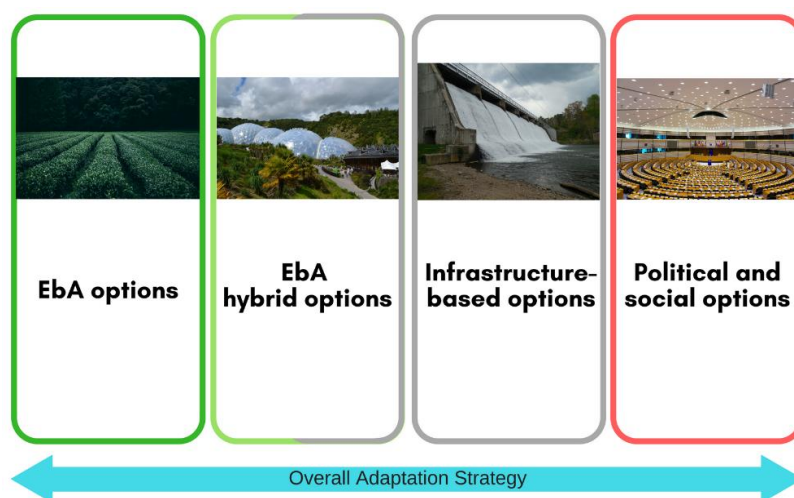 EbA options
EbA
hybrid options
Infrastructure-
based options
Political and
social options
Overall Adaptation Strategy